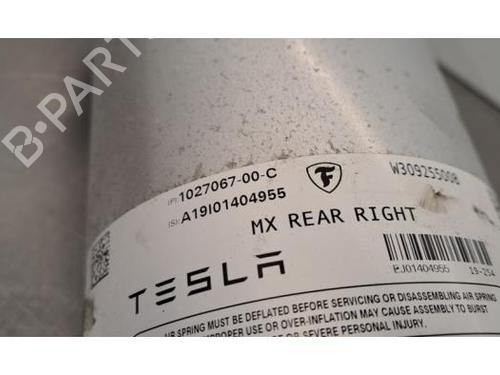 B-PARTS
(P) 1027067-00-C
(S) A19I01404955
W309255008
MX REAR RIGHT
EJ01404955 19-254
TESLA
AIR SPRING MUST BE DEFLATED BEFORE SERVICING OR DISASSEMBLING AIR SPRING
IMPROPER USE OR OVER-INFLATION MAY CAUSE ASSEMBLY TO BURST
OR SEVERE PERSONAL INJURY.